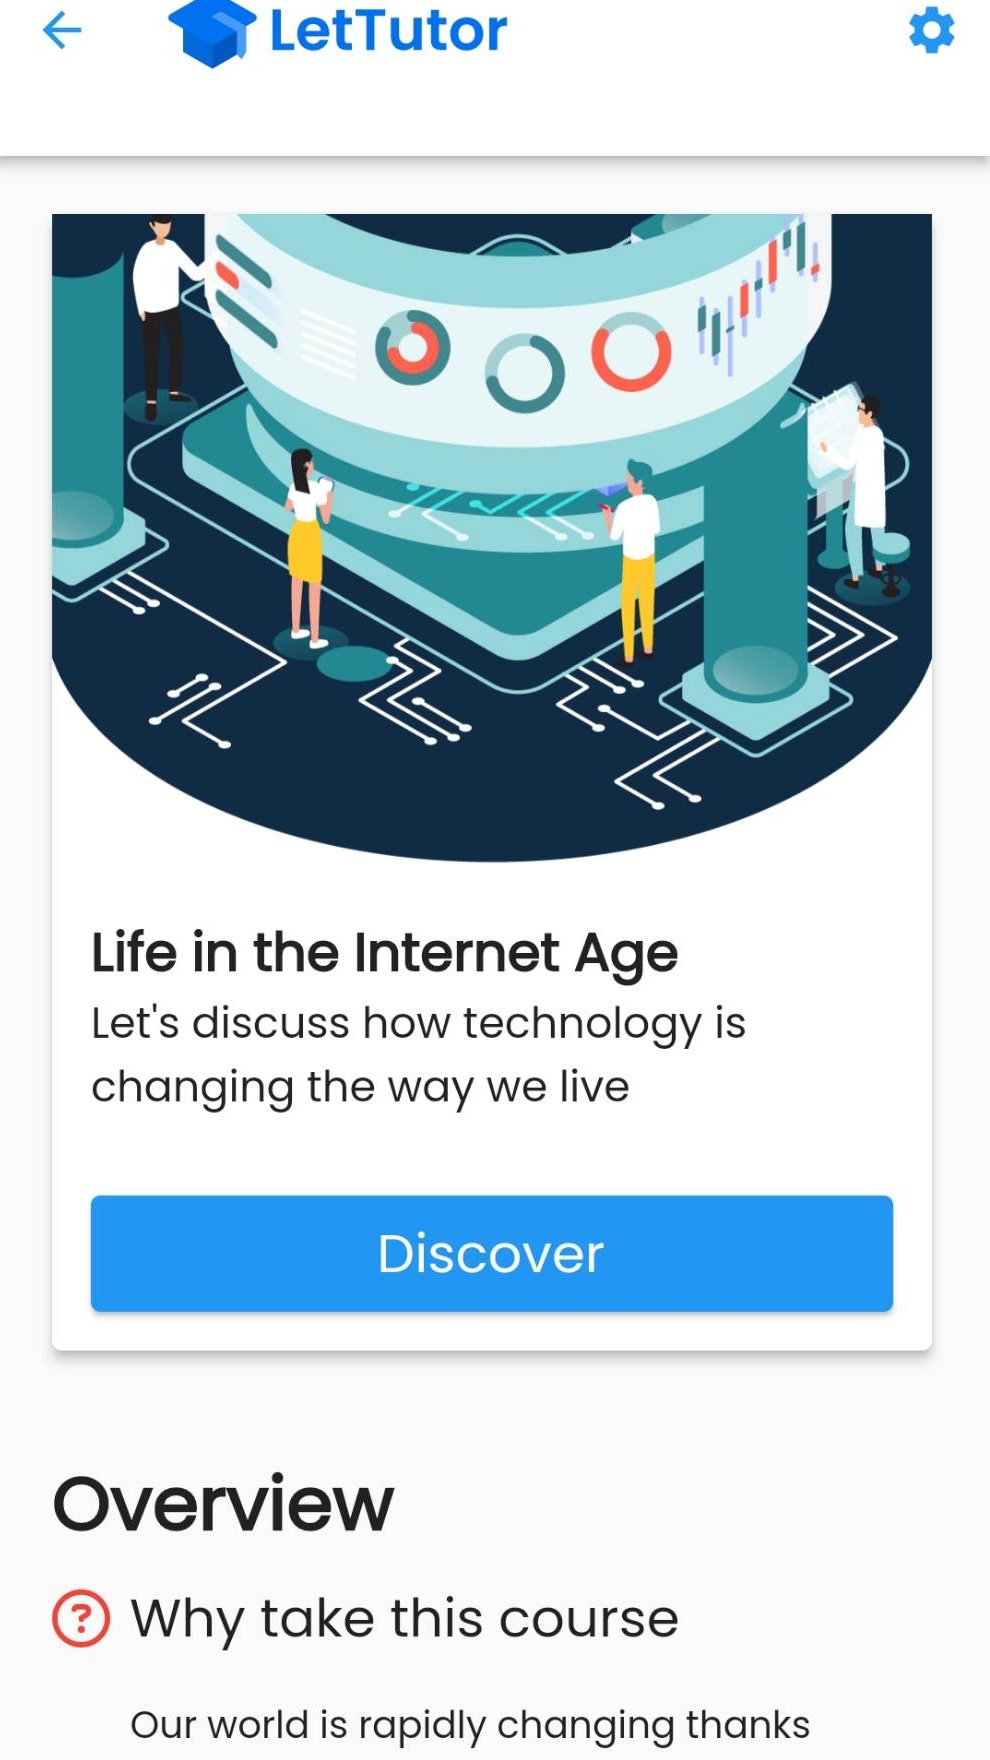 LetTutor
Life in the Internet Age
Let's discuss how technology is
changing the way we live
Discover
Overview
Why take this course
Our world is rapidly changing thanks